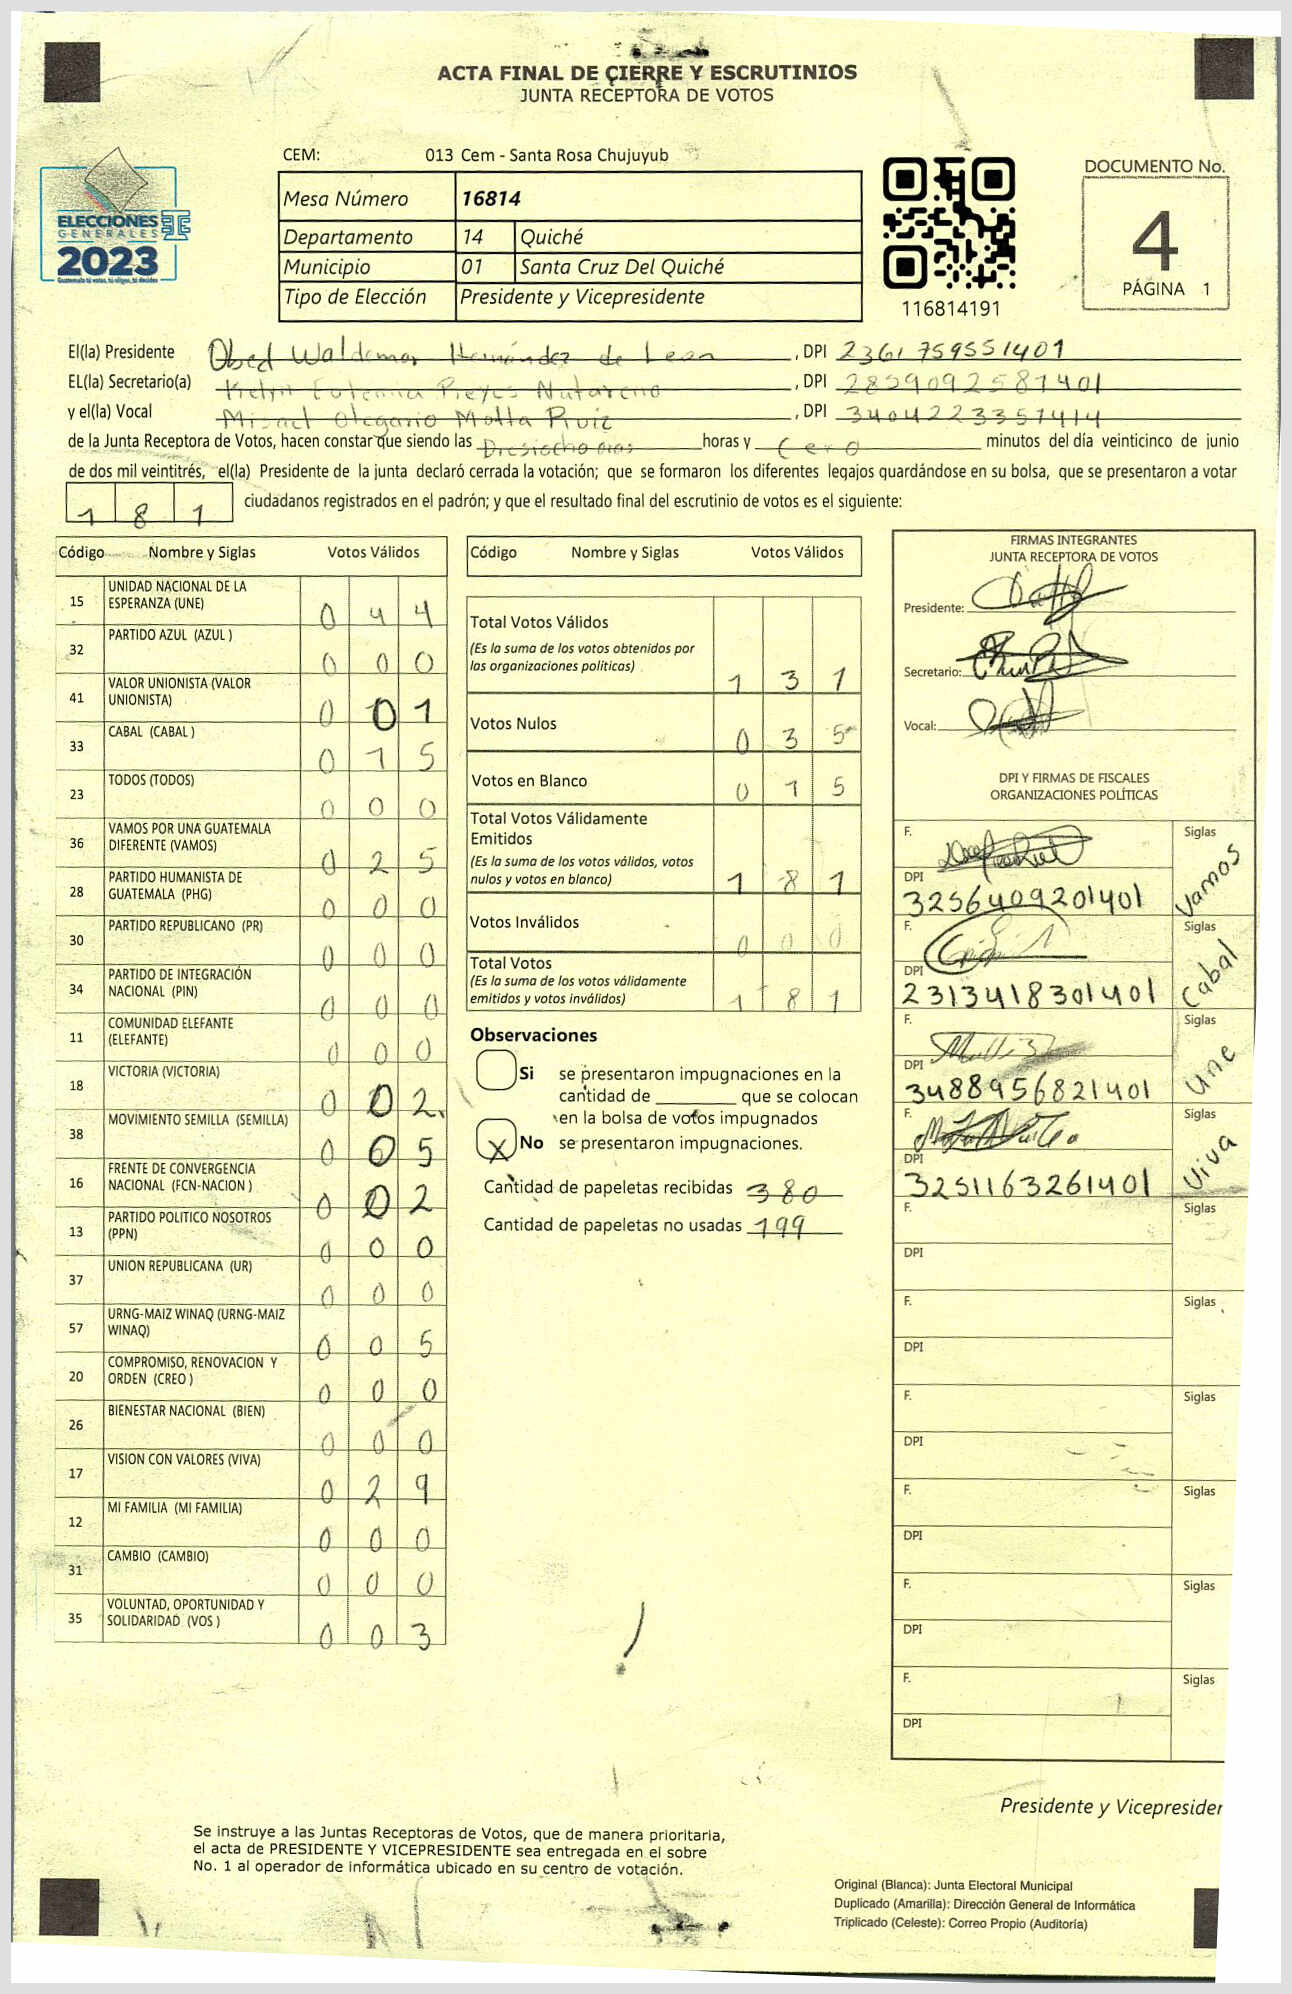 ACTA FINAL DE CIERRE Y ESCRUTINIOS
JUNTA RECEPTORA DE VOTOS
CEM: 013 Cem - Santa Rosa Chujuyub
ELECCIONES
GENERALES
2023
Mesa Número 16814
Departamento 14 Quiché
Municipio 01 Santa Cruz Del Quiché
Tipo de Elección Presidente y Vicepresidente
116814191
DOCUMENTO No.
4
PÁGINA 1
El(la) Presidente Obed Waldemar Hernández de Leon, DPI 2361759551401
EL(la) Secretario(a) Reyes, DPI 2859092587401
y el(la) Vocal Misael Olegario Motta Ruiz, DPI 3404223351414
de la Junta Receptora de Votos, hacen constar que siendo las horas y Cero minutos del día veinticinco de junio
de dos mil veintitrés, el(la) Presidente de la junta declaró cerrada la votación; que se formaron los diferentes legajos quardándose en su bolsa, que se presentaron a votar
181 ciudadanos registrados en el padrón; y que el resultado final del escrutinio de votos es el siguiente:
Código Nombre y Siglas Votos Válidos
15 UNIDAD NACIONAL DE LA ESPERANZA (UNE) 0 4 4
32 PARTIDO AZUL (AZUL ) 0 0 0
41 VALOR UNIONISTA (VALOR UNIONISTA) 0 0 1
33 CABAL (CABAL ) 0 1 5
23 TODOS (TODOS) 0 0 0
36 VAMOS POR UNA GUATEMALA DIFERENTE (VAMOS) 0 2 5
28 PARTIDO HUMANISTA DE GUATEMALA (PHG) 0 0 0
30 PARTIDO REPUBLICANO (PR) 0 0 0
34 PARTIDO DE INTEGRACIÓN NACIONAL (PIN) 0 0 0
11 COMUNIDAD ELEFANTE (ELEFANTE) 0 0 0
18 VICTORIA (VICTORIA) 0 0 2
38 MOVIMIENTO SEMILLA (SEMILLA) 0 0 5
16 FRENTE DE CONVERGENCIA NACIONAL (FCN-NACION ) 0 0 2
13 PARTIDO POLITICO NOSOTROS (PPN) 0 0 0
37 UNION REPUBLICANA (UR) 0 0 0
57 URNG-MAIZ WINAQ (URNG-MAIZ WINAQ) 0 0 5
20 COMPROMISO, RENOVACION Y ORDEN (CREO ) 0 0 0
26 BIENESTAR NACIONAL (BIEN) 0 0 0
17 VISION CON VALORES (VIVA) 0 2 9
12 MI FAMILIA (MI FAMILIA) 0 0 0
31 CAMBIO (CAMBIO) 0 0 0
35 VOLUNTAD, OPORTUNIDAD Y SOLIDARIDAD (VOS ) 0 0 3
Código Nombre y Siglas Votos Válidos
Total Votos Válidos 1 3 1
(Es la suma de los votos obtenidos por
las organizaciones políticas)
Votos Nulos 0 3 5
Votos en Blanco 0 1 5
Total Votos Válidamente
Emitidos
(Es la suma de los votos válidos, votos
nulos y votos en blanco) 1 8 1
Votos Inválidos 0 0 0
Total Votos
(Es la suma de los votos válidamente
emitidos y votos inválidos) 1 8 1
Observaciones
Si se presentaron impugnaciones en la
cantidad de ________ que se colocan
en la bolsa de votos impugnados
X No se presentaron impugnaciones.
Cantidad de papeletas recibidas 380
Cantidad de papeletas no usadas 199
FIRMAS INTEGRANTES
JUNTA RECEPTORA DE VOTOS
Presidente:
Secretario:
Vocal:
DPI Y FIRMAS DE FISCALES
ORGANIZACIONES POLÍTICAS
F. Siglas Vamos
DPI 3256409201401
F. Siglas Cabal
DPI 2313418301401
F. Siglas Une
DPI 3488956821401
F. Siglas Viva
DPI 3251163261401
F. Siglas
DPI
F. Siglas
DPI
F. Siglas
DPI
F. Siglas
DPI
F. Siglas
DPI
F. Siglas
DPI
Presidente y Vicepresiden
Se instruye a las Juntas Receptoras de Votos, que de manera prioritaria,
el acta de PRESIDENTE Y VICEPRESIDENTE sea entregada en el sobre
No. 1 al operador de informática ubicado en su centro de votación.
Original (Blanca): Junta Electoral Municipal
Duplicado (Amarilla): Dirección General de Informática
Triplicado (Celeste): Correo Propio (Auditoría)